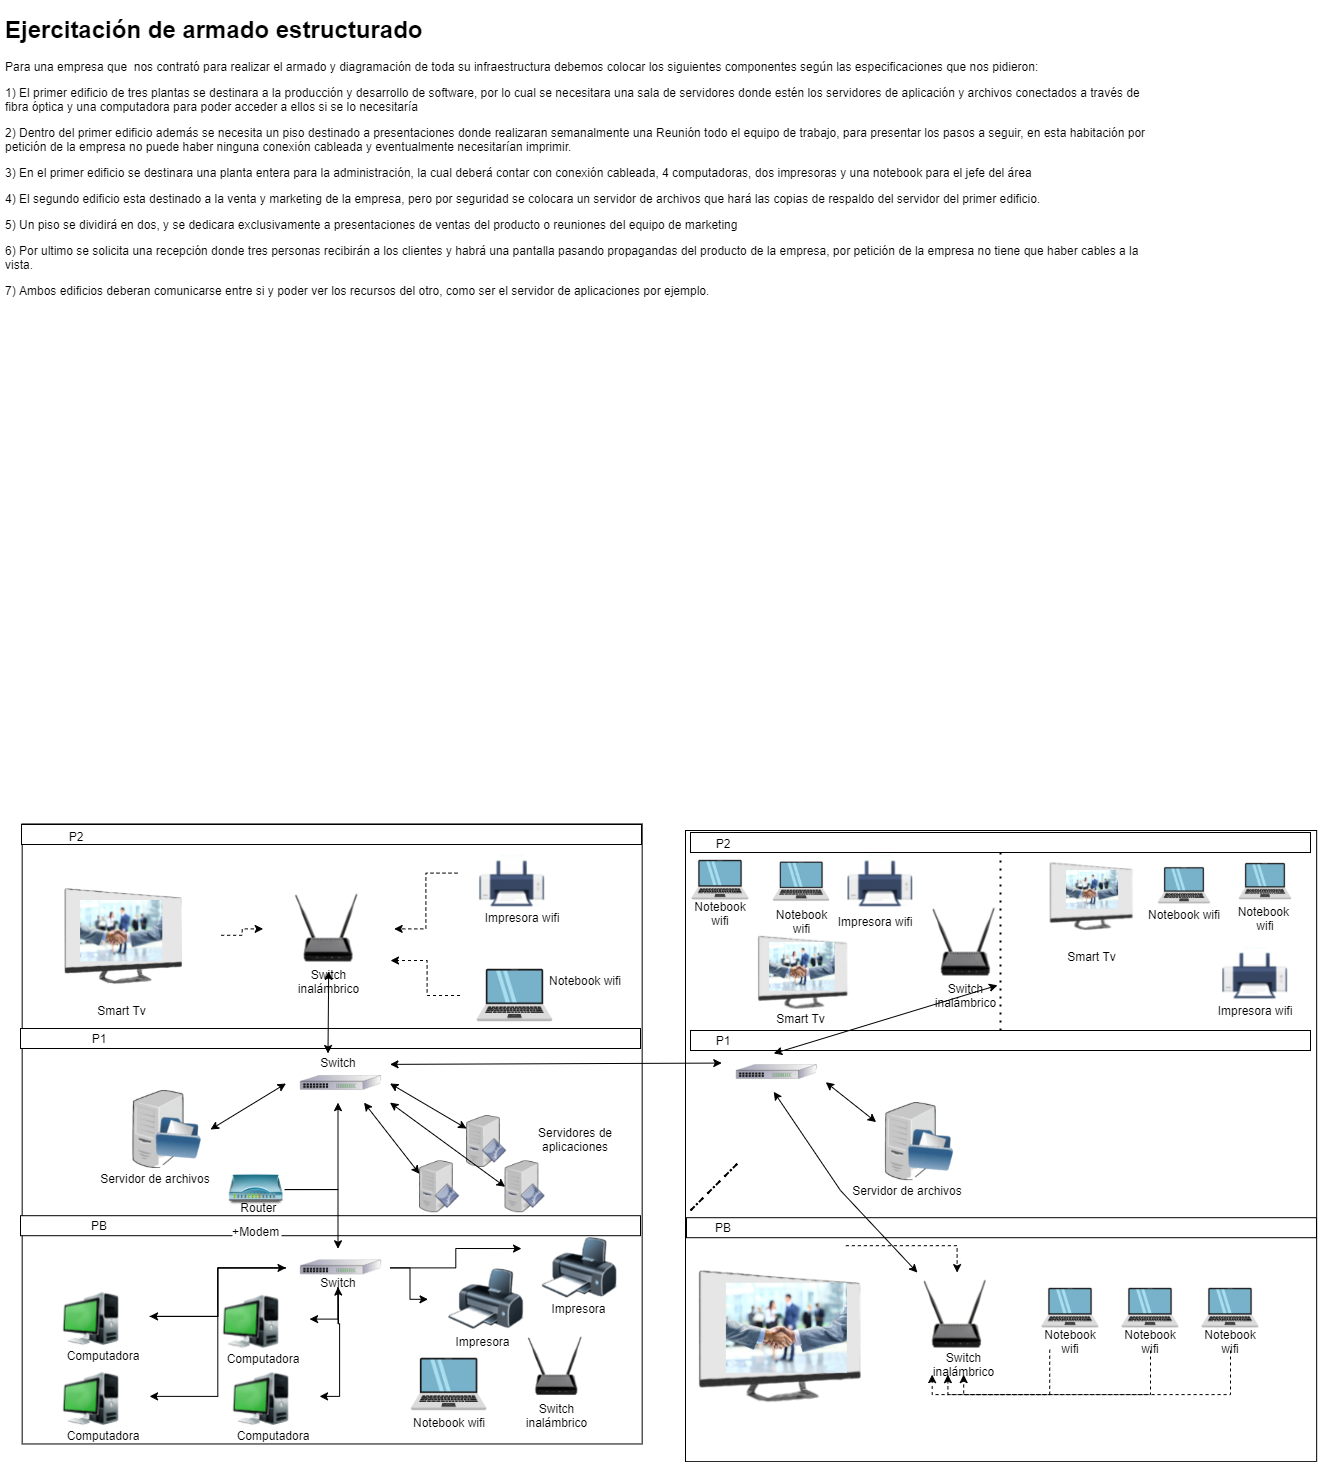 Ejercitación de armado estructurado
Para una empresa que  nos contrató para realizar el armado y diagramación de toda su infraestructura debemos colocar los siguientes componentes según las especificaciones que nos pidieron:
1) El primer edificio de tres plantas se destinara a la producción y desarrollo de software, por lo cual se necesitara una sala de servidores donde estén los servidores de aplicación y archivos conectados a través de
fibra óptica y una computadora para poder acceder a ellos si se lo necesitaría
2) Dentro del primer edificio además se necesita un piso destinado a presentaciones donde realizaran semanalmente una Reunión todo el equipo de trabajo, para presentar los pasos a seguir, en esta habitación por
petición de la empresa no puede haber ninguna conexión cableada y eventualmente necesitarían imprimir.
3) En el primer edificio se destinara una planta entera para la administración, la cual deberá contar con conexión cableada, 4 computadoras, dos impresoras y una notebook para el jefe del área
4) El segundo edificio esta destinado a la venta y marketing de la empresa, pero por seguridad se colocara un servidor de archivos que hará las copias de respaldo del servidor del primer edificio.
5) Un piso se dividirá en dos, y se dedicara exclusivamente a presentaciones de ventas del producto o reuniones del equipo de marketing
6) Por ultimo se solicita una recepción donde tres personas recibirán a los clientes y habrá una pantalla pasando propagandas del producto de la empresa, por petición de la empresa no tiene que haber cables a la
vista.
7) Ambos edificios deberan comunicarse entre si y poder ver los recursos del otro, como ser el servidor de aplicaciones por ejemplo.
P2
Impresora wifi
Switch
inalámbrico
Notebook wifi
Smart Tv
P1
Switch
Servidores de
aplicaciones
Servidor de archivos
Router
+Modem
PB
Switch
Impresora
Impresora
Computadora
Computadora
Computadora
Computadora
Notebook wifi
Switch
inalámbrico
P2
Notebook
wifi
Notebook
wifi
Impresora wifi
Notebook wifi
Notebook
wifi
Smart Tv
Switch
inalámbrico
Smart Tv
Impresora wifi
P1
Servidor de archivos
PB
Switch
inalámbrico
Notebook
wifi
Notebook
wifi
Notebook
wifi